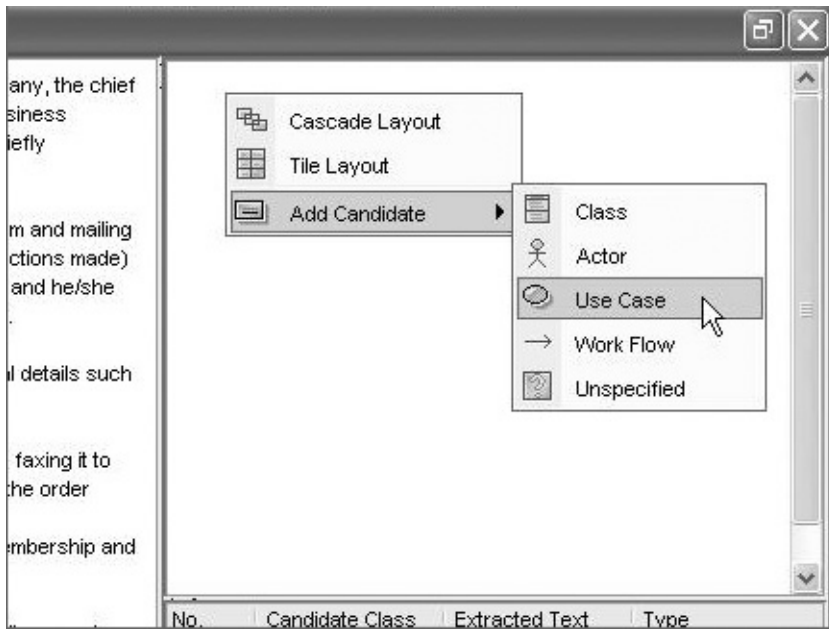 any, the chief
siness
iefly
m and mailing
ctions made)
and he/she
.
l details such
faxing it to
the order
mbership and
Cascade Layout
Tile Layout
Add Candidate
Class
Actor
Use Case
Work Flow
Unspecified
No. Candidate Class Extracted Text Type